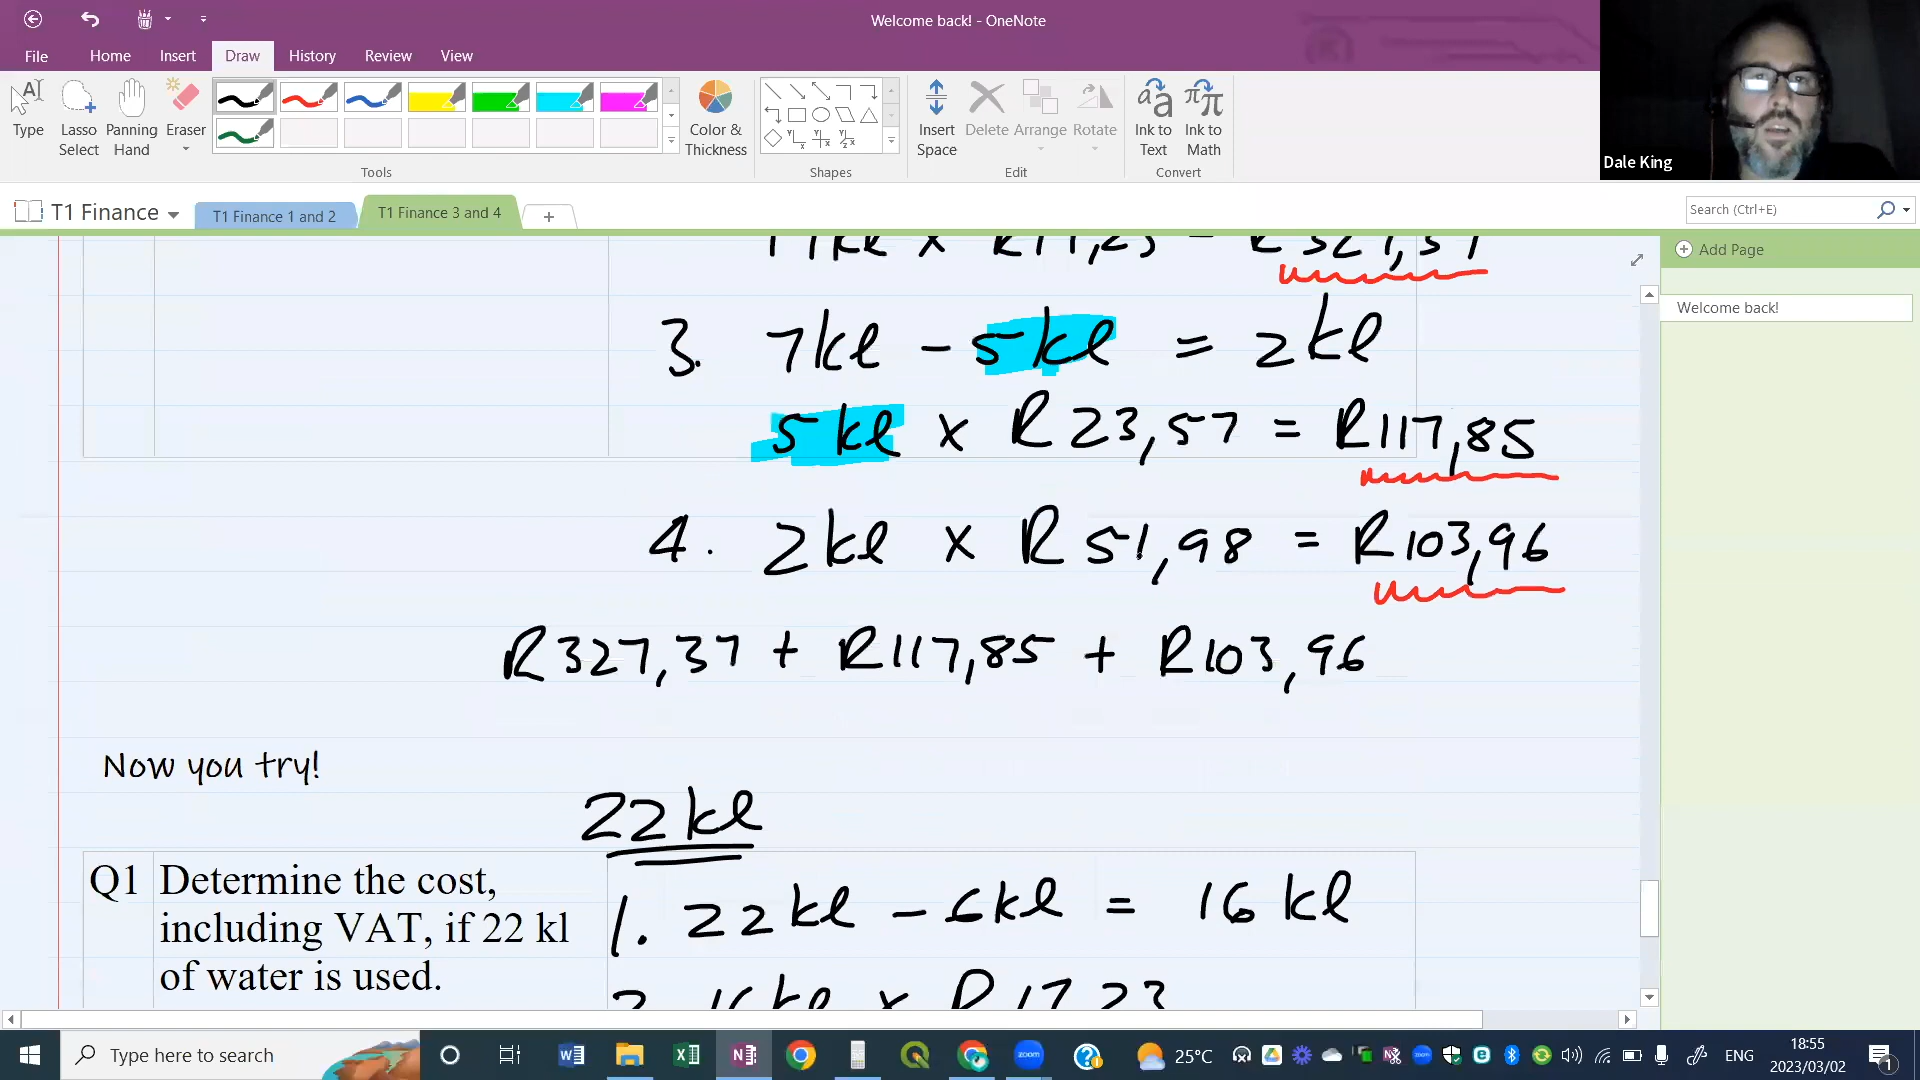 Welcome back! - OneNote
File Home Insert Draw History Review View
Type Lasso Select Panning Hand Eraser Color & Thickness Insert Space Delete Arrange Rotate Ink to Text Ink to Math
Tools Shapes Edit Convert
Dale King
T1 Finance T1 Finance 1 and 2 T1 Finance 3 and 4 Search (Ctrl+E)
Add Page
Welcome back!
3. 7kl - 5kl = 2kl
5kl x R23,57 = R117,85
4. 2kl x R51,98 = R103,96
R327,37 + R117,85 + R103,96
Now you try!
22kl
Q1 Determine the cost, including VAT, if 22 kl of water is used.
1. 22kl - 6kl = 16kl
Type here to search
25°C ENG 18:55
2023/03/02
1